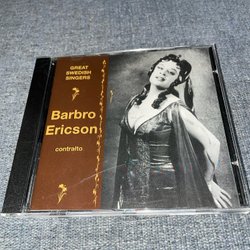 GREAT
SWEDISH
SINGERS
Barbro
Ericson
contralto